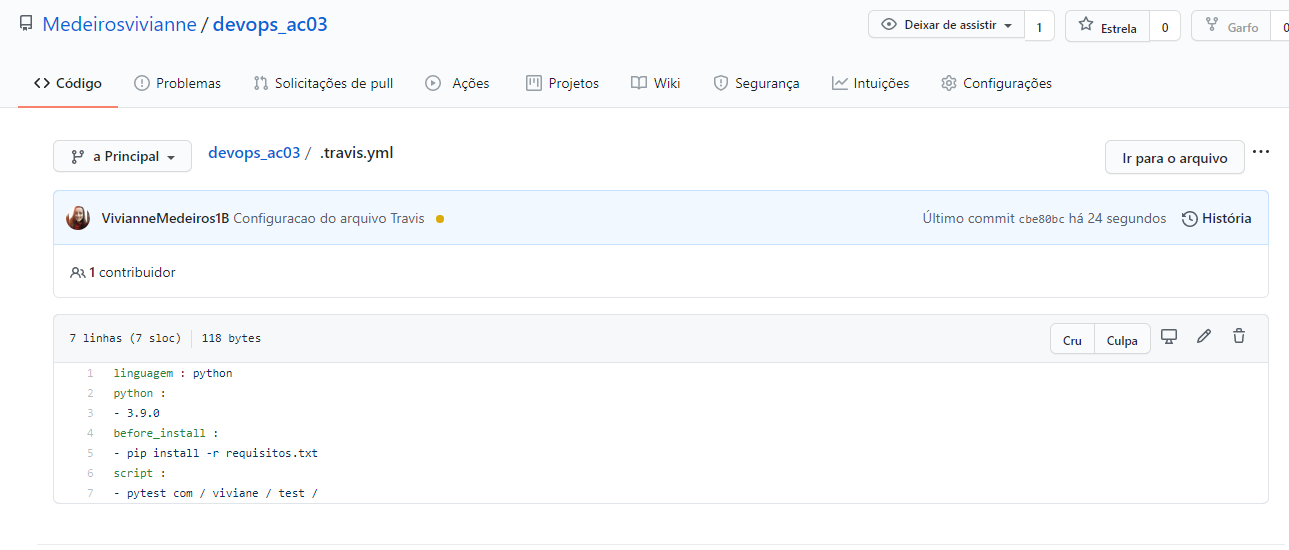 Medeirosvivianne / devops_ac03
Deixar de assistir 1
Estrela 0
Garfo 0
Código
Problemas
Solicitações de pull
Ações
Projetos
Wiki
Segurança
Intuições
Configurações
a Principal
devops_ac03 / .travis.yml
Ir para o arquivo
VivianneMedeiros1B Configuracao do arquivo Travis
Último commit cbe80bc há 24 segundos
História
1 contribuidor
7 linhas (7 sloc) 118 bytes
Cru
Culpa
1 linguagem : python
2 python :
3 - 3.9.0
4 before_install :
5 - pip install -r requisitos.txt
6 script :
7 - pytest com / viviane / test /